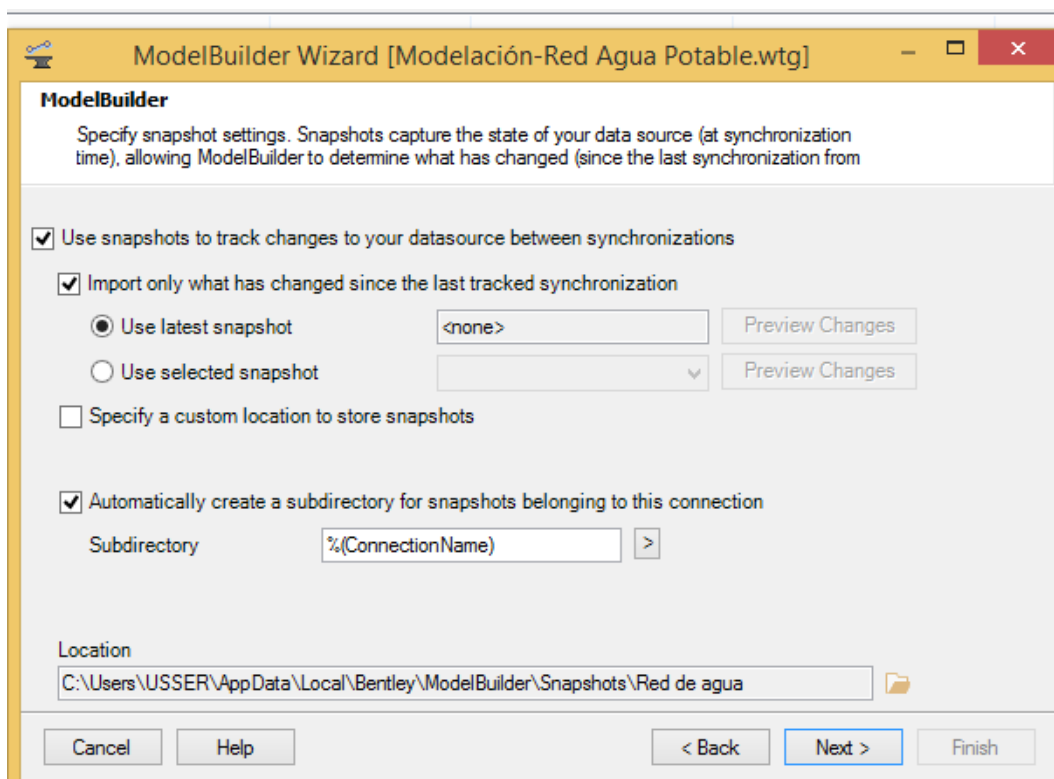 ModelBuilder Wizard [Modelación-Red Agua Potable.wtg]
ModelBuilder
Specify snapshot settings. Snapshots capture the state of your data source (at synchronization
time), allowing ModelBuilder to determine what has changed (since the last synchronization from
Use snapshots to track changes to your datasource between synchronizations
Import only what has changed since the last tracked synchronization
Use latest snapshot <none> Preview Changes
Use selected snapshot Preview Changes
Specify a custom location to store snapshots
Automatically create a subdirectory for snapshots belonging to this connection
Subdirectory %(ConnectionName) >
Location
C:\Users\USSER\AppData\Local\Bentley\ModelBuilder\Snapshots\Red de agua
Cancel Help < Back Next > Finish